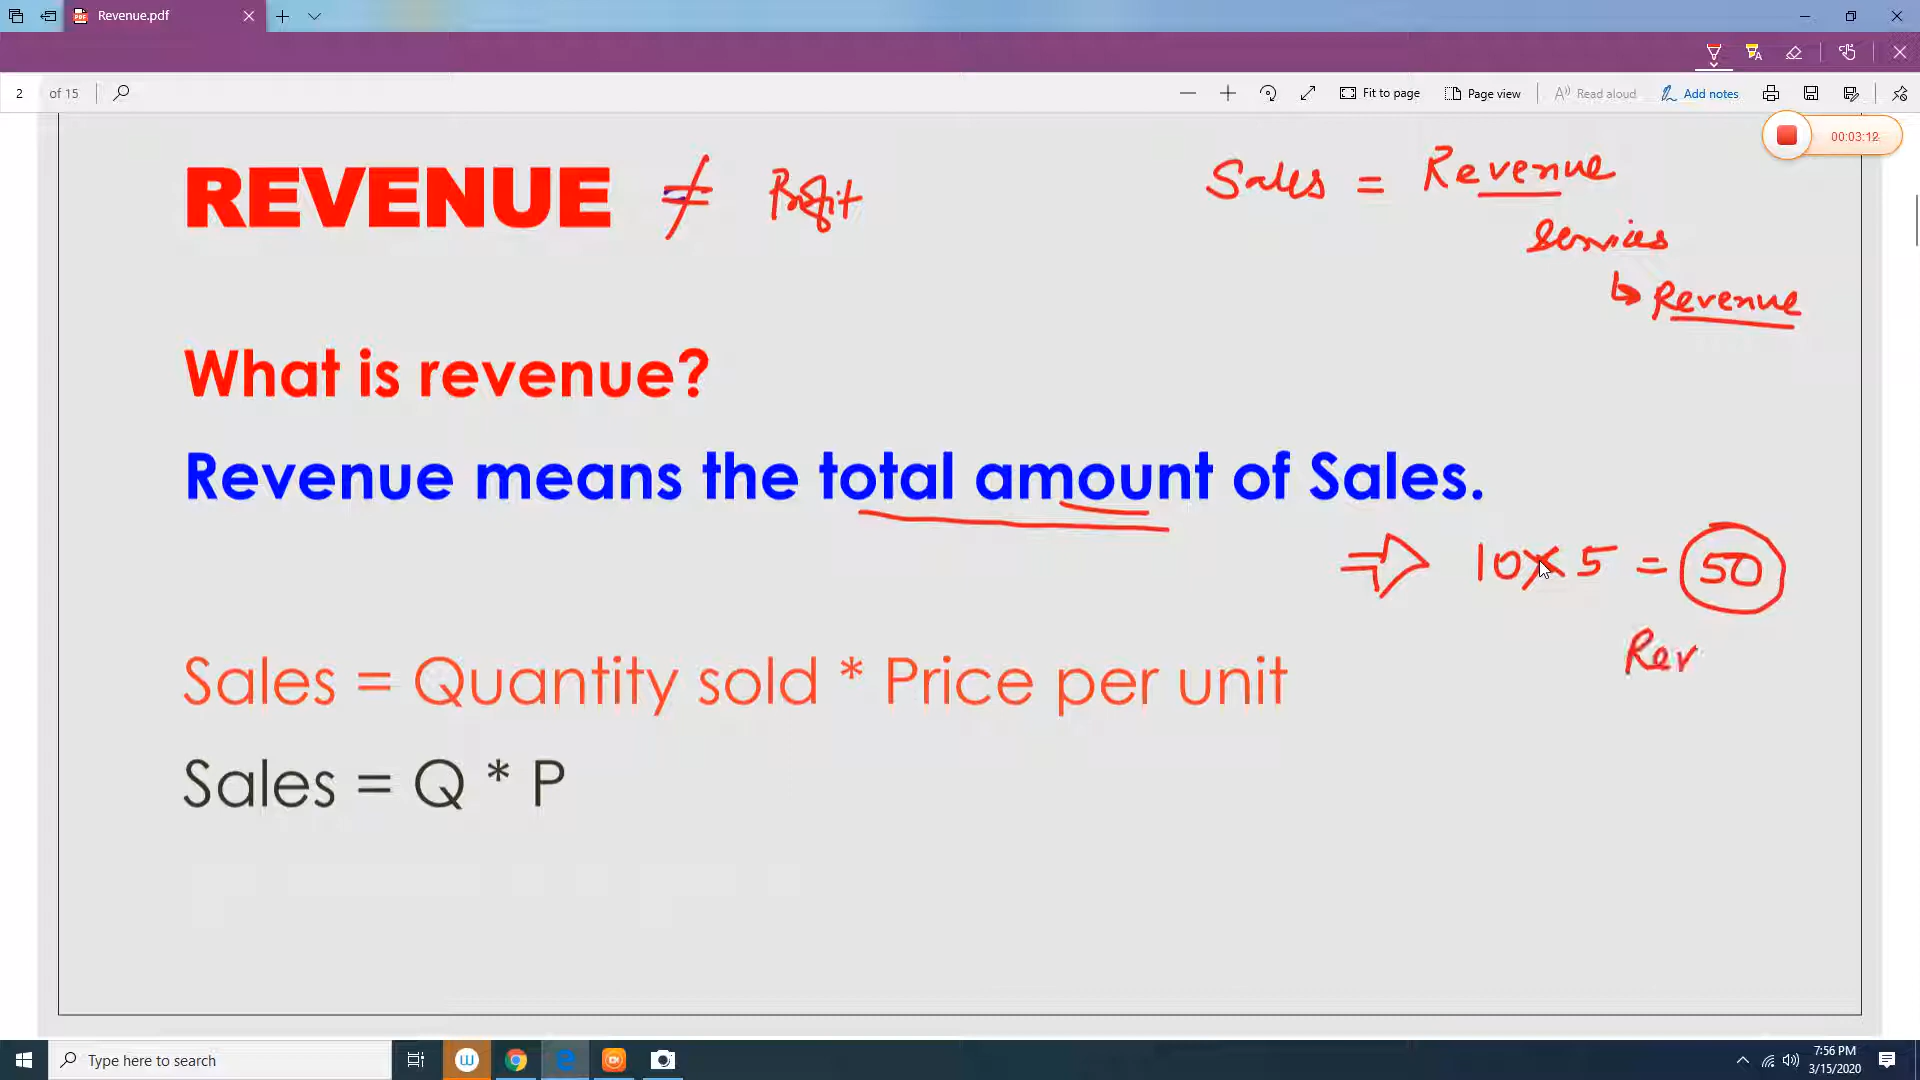 Revenue.pdf
2 of 15
Fit to page
Page view
Read aloud
Add notes
00:03:12
REVENUE ≠ Profit
Sales = Revenue
Services
↳ Revenue
What is revenue?
Revenue means the total amount of Sales.
⇒ 10 x 5 = 50
Rev
Sales = Quantity sold * Price per unit
Sales = Q * P
Type here to search
W
7:56 PM
3/15/2020